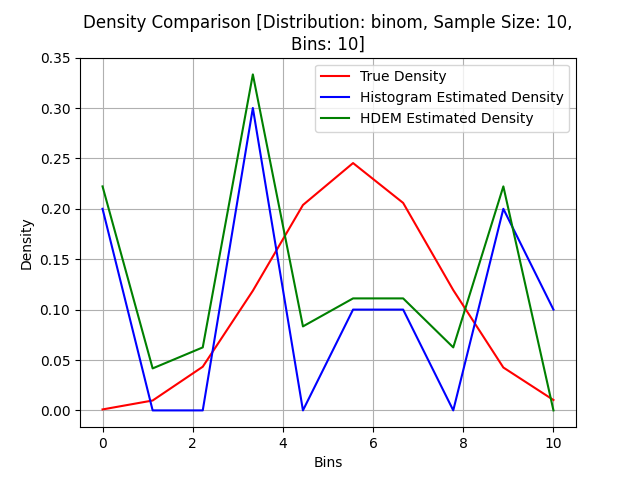 Density Comparison [Distribution: binom, Sample Size: 10,
Bins: 10]
True Density
Histogram Estimated Density
HDEM Estimated Density
Density
0.35
0.30
0.25
0.20
0.15
0.10
0.05
0.00
0 2 4 6 8 10
Bins